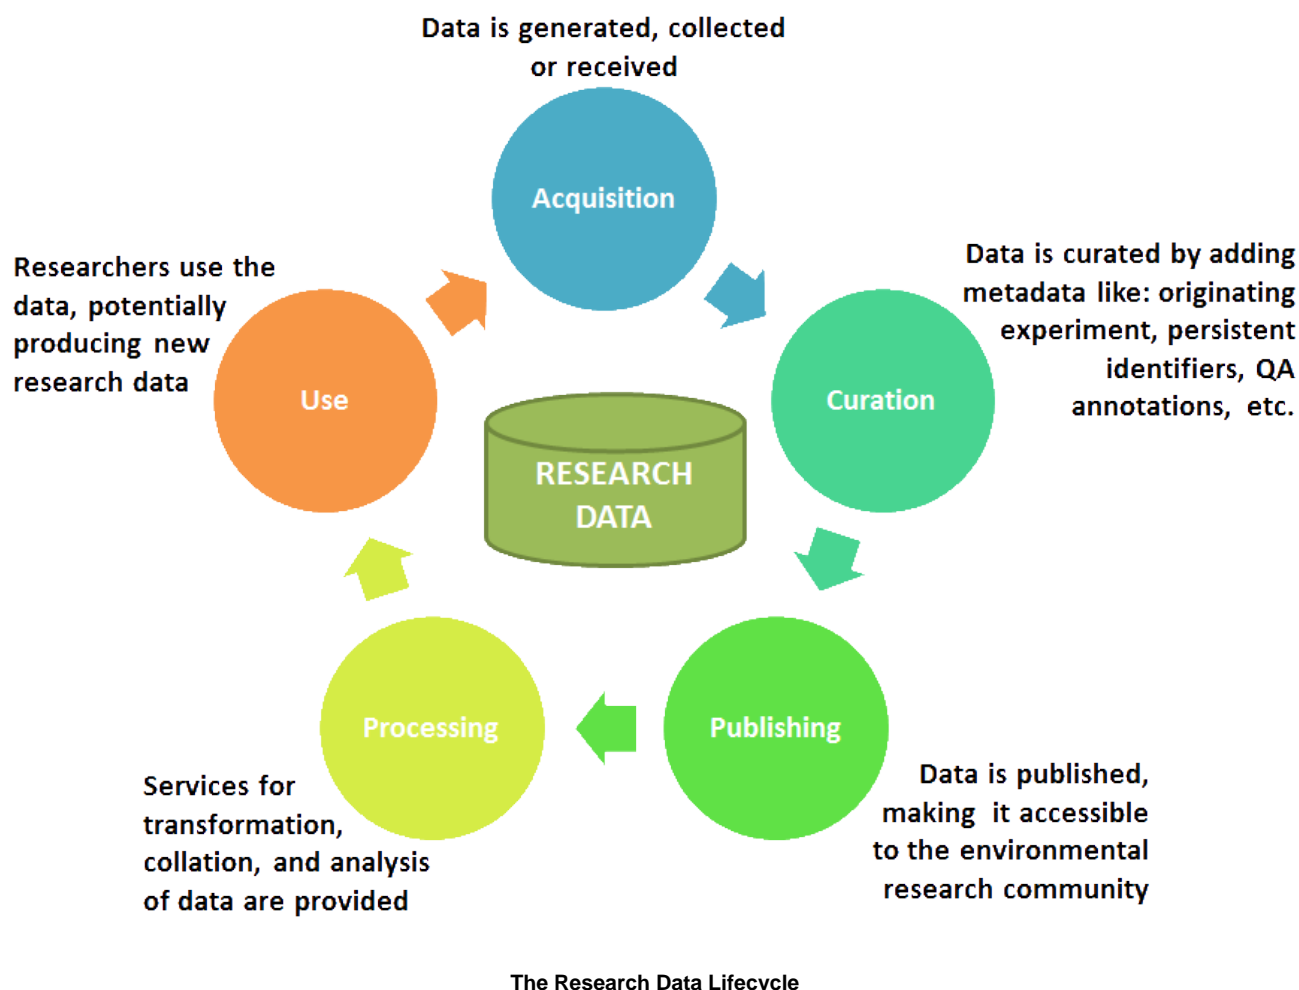 Data is generated, collected
or received
Acquisition
Data is curated by adding
metadata like: originating
experiment, persistent
identifiers, QA
annotations, etc.
Curation
Publishing
Data is published,
making it accessible
to the environmental
research community
Processing
Services for
transformation,
collation, and analysis
of data are provided
Use
Researchers use the
data, potentially
producing new
research data
RESEARCH
DATA
The Research Data Lifecycle